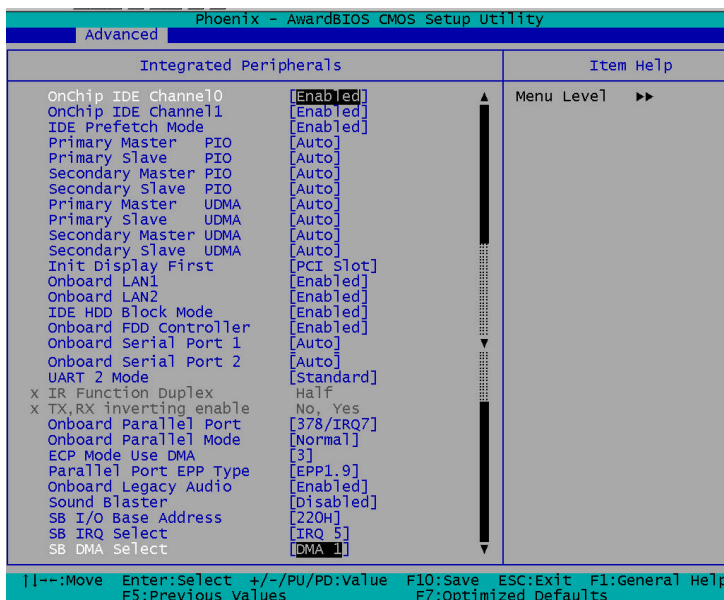 Phoenix - AwardBIOS CMOS Setup Utility
Advanced
Integrated Peripherals
Item Help
OnChip IDE Channel0 [Enabled]
Menu Level ▶▶
OnChip IDE Channel1 [Enabled]
IDE Prefetch Mode [Enabled]
Primary Master PIO [Auto]
Primary Slave PIO [Auto]
Secondary Master PIO [Auto]
Secondary Slave PIO [Auto]
Primary Master UDMA [Auto]
Primary Slave UDMA [Auto]
Secondary Master UDMA [Auto]
Secondary Slave UDMA [Auto]
Init Display First [PCI Slot]
Onboard LAN1 [Enabled]
Onboard LAN2 [Enabled]
IDE HDD Block Mode [Enabled]
Onboard FDD Controller [Enabled]
Onboard Serial Port 1 [Auto]
Onboard Serial Port 2 [Auto]
UART 2 Mode [Standard]
x IR Function Duplex Half
x TX,RX inverting enable No, Yes
Onboard Parallel Port [378/IRQ7]
Onboard Parallel Mode [Normal]
ECP Mode Use DMA [3]
Parallel Port EPP Type [EPP1.9]
Onboard Legacy Audio [Enabled]
Sound Blaster [Disabled]
SB I/O Base Address [220H]
SB IRQ Select [IRQ 5]
SB DMA Select [DMA 1]
:Move Enter:Select +/-/PU/PD:Value F10:Save ESC:Exit F1:General Help
F5:Previous Values F7:Optimized Defaults